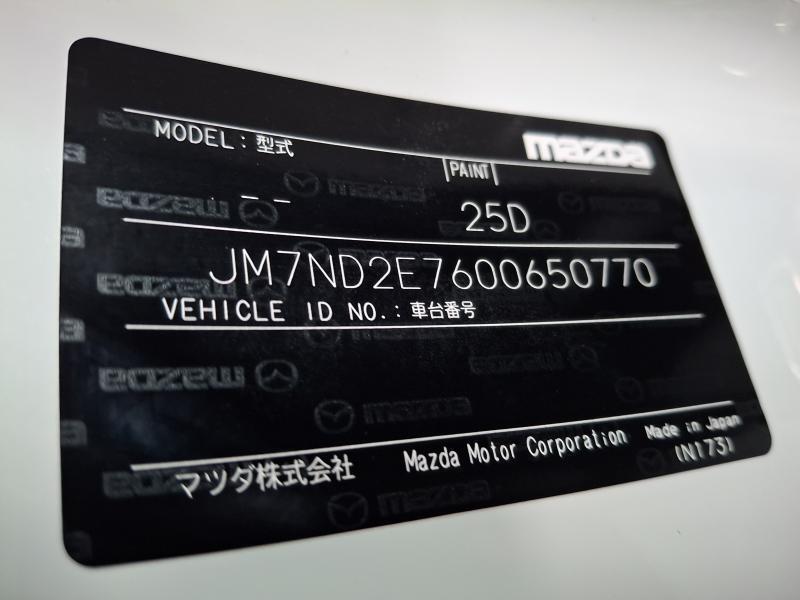 mazda
MODEL : 型式
PAINT
-- 25D
JM7ND2E7600650770
VEHICLE ID NO. : 車台番号
マツダ株式会社 Mazda Motor Corporation Made in Japan
(N173)